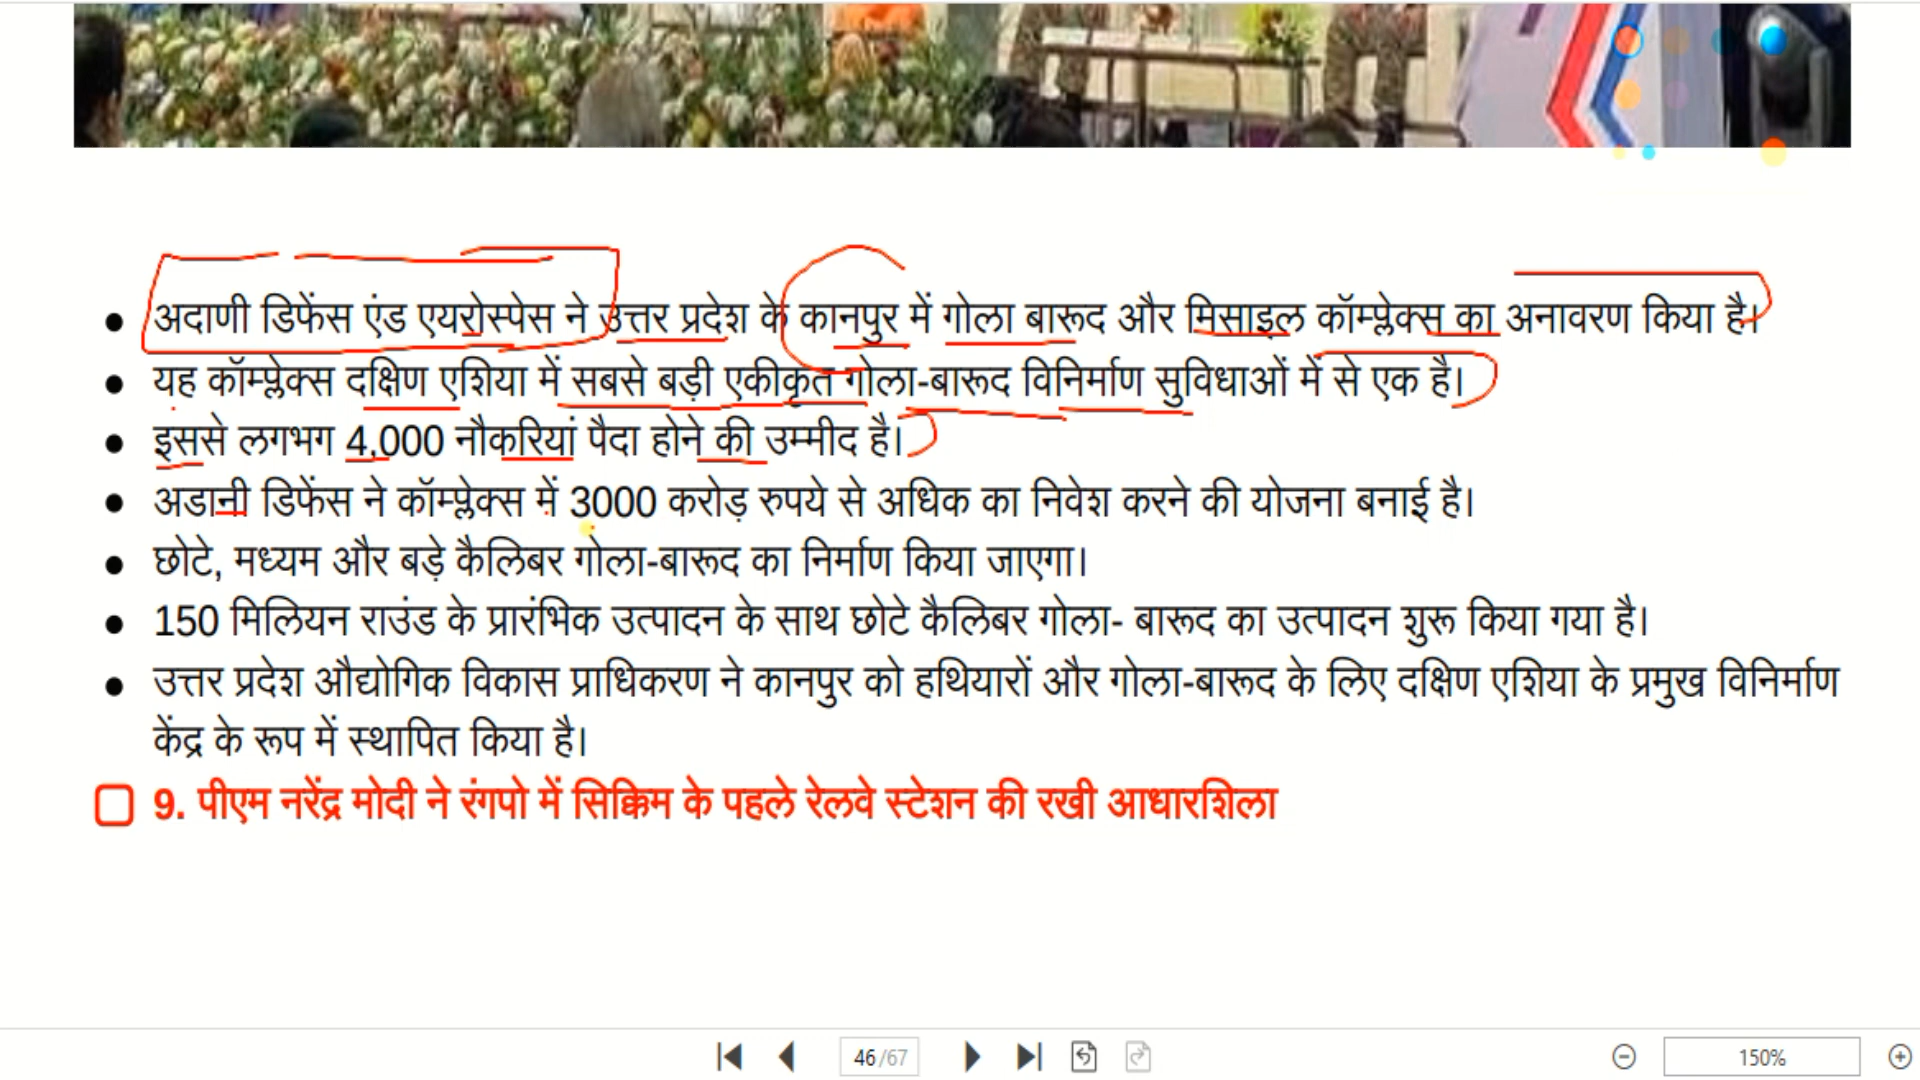 अदाणी डिफेंस एंड एयरोस्पेस ने उत्तर प्रदेश के कानपुर में गोला बारूद और मिसाइल कॉम्प्लेक्स का अनावरण किया है।
यह कॉम्प्लेक्स दक्षिण एशिया में सबसे बड़ी एकीकृत गोला-बारूद विनिर्माण सुविधाओं में से एक है।
इससे लगभग 4,000 नौकरियां पैदा होने की उम्मीद है।
अडानी डिफेंस ने कॉम्प्लेक्स में 3000 करोड़ रुपये से अधिक का निवेश करने की योजना बनाई है।
छोटे, मध्यम और बड़े कैलिबर गोला-बारूद का निर्माण किया जाएगा।
150 मिलियन राउंड के प्रारंभिक उत्पादन के साथ छोटे कैलिबर गोला- बारूद का उत्पादन शुरू किया गया है।
उत्तर प्रदेश औद्योगिक विकास प्राधिकरण ने कानपुर को हथियारों और गोला-बारूद के लिए दक्षिण एशिया के प्रमुख विनिर्माण
केंद्र के रूप में स्थापित किया है।
9. पीएम नरेंद्र मोदी ने रंगपो में सिक्किम के पहले रेलवे स्टेशन की रखी आधारशिला
46/67
150%